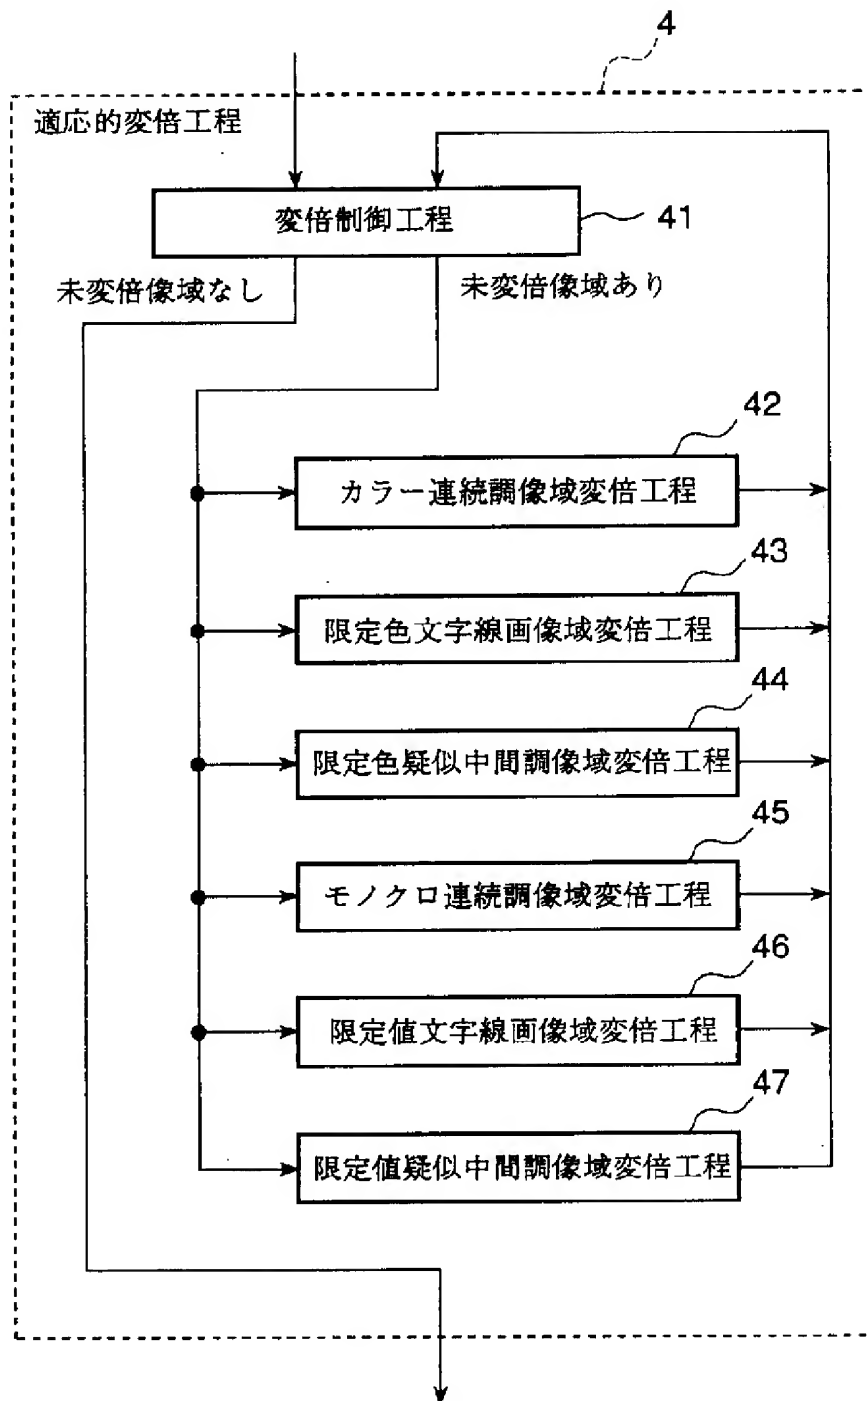 4
適応的変倍工程
変倍制御工程
41
未変倍像域なし
未変倍像域あり
42
カラー連続調像域変倍工程
43
限定色文字線画像域変倍工程
44
限定色疑似中間調像域変倍工程
45
モノクロ連続調像域変倍工程
46
限定値文字線画像域変倍工程
47
限定値疑似中間調像域変倍工程